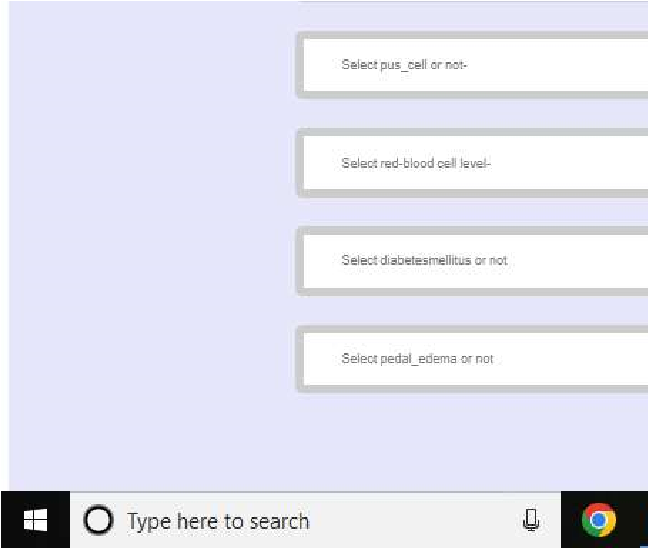 Select pus_cell or not-
Select red-blood cell level-
Select diabetesmellitus or not
Select pedal_edema or not
Type here to search